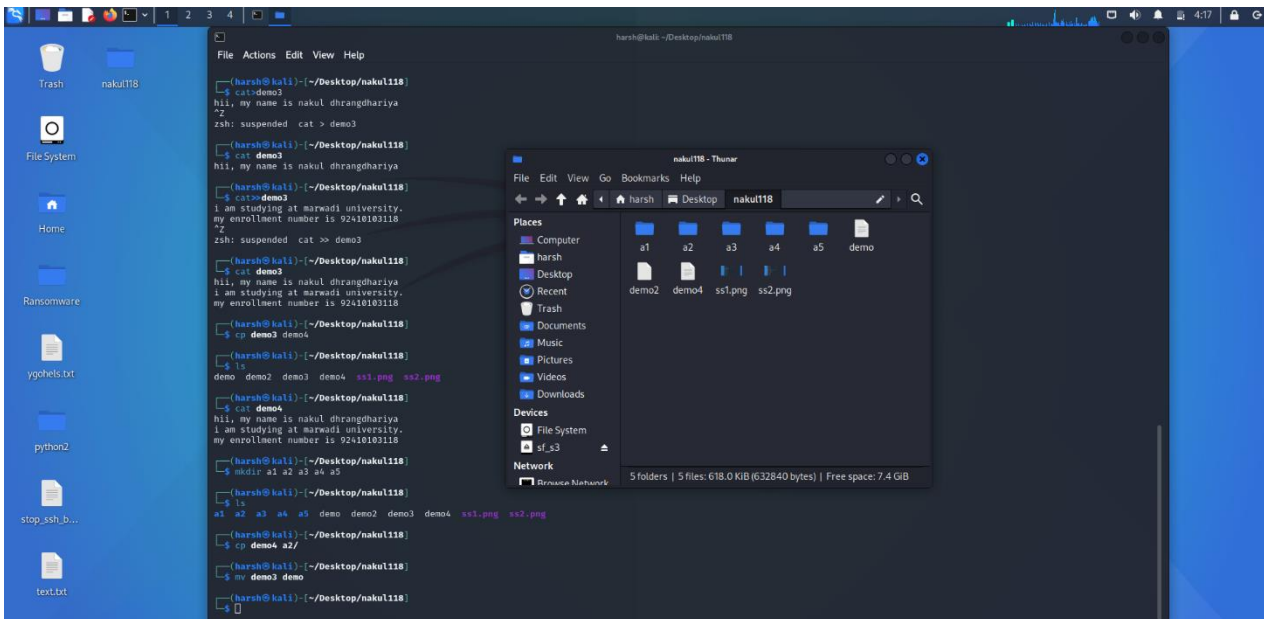 1 2 3 4
4:17
Trash
nakul118
File System
Home
Ransomware
ygohels.txt
python2
stop_ssh_b...
text.txt
harsh@kali: ~/Desktop/nakul118
File Actions Edit View Help
(harsh㉿kali)-[~/Desktop/nakul118]
$ cat>demo3
hii, my name is nakul dhrangdhariya
^Z
zsh: suspended cat > demo3
(harsh㉿kali)-[~/Desktop/nakul118]
$ cat demo3
hii, my name is nakul dhrangdhariya
(harsh㉿kali)-[~/Desktop/nakul118]
$ cat>>demo3
i am studying at marwadi university.
my enrollment number is 92410103118
^Z
zsh: suspended cat >> demo3
(harsh㉿kali)-[~/Desktop/nakul118]
$ cat demo3
hii, my name is nakul dhrangdhariya
i am studying at marwadi university.
my enrollment number is 92410103118
(harsh㉿kali)-[~/Desktop/nakul118]
$ cp demo3 demo4
(harsh㉿kali)-[~/Desktop/nakul118]
$ ls
demo demo2 demo3 demo4 ss1.png ss2.png
(harsh㉿kali)-[~/Desktop/nakul118]
$ cat demo4
hii, my name is nakul dhrangdhariya
i am studying at marwadi university.
my enrollment number is 92410103118
(harsh㉿kali)-[~/Desktop/nakul118]
$ mkdir a1 a2 a3 a4 a5
(harsh㉿kali)-[~/Desktop/nakul118]
$ ls
a1 a2 a3 a4 a5 demo demo2 demo3 demo4 ss1.png ss2.png
(harsh㉿kali)-[~/Desktop/nakul118]
$ cp demo4 a2/
(harsh㉿kali)-[~/Desktop/nakul118]
$ mv demo3 demo
(harsh㉿kali)-[~/Desktop/nakul118]
$
nakul118 - Thunar
File Edit View Go Bookmarks Help
harsh Desktop nakul118
Places
Computer
harsh
Desktop
Recent
Trash
Documents
Music
Pictures
Videos
Downloads
Devices
File System
sf_s3
Network
Browse Network
a1 a2 a3 a4 a5 demo
demo2 demo4 ss1.png ss2.png
5 folders | 5 files: 618.0 KiB (632840 bytes) | Free space: 7.4 GiB